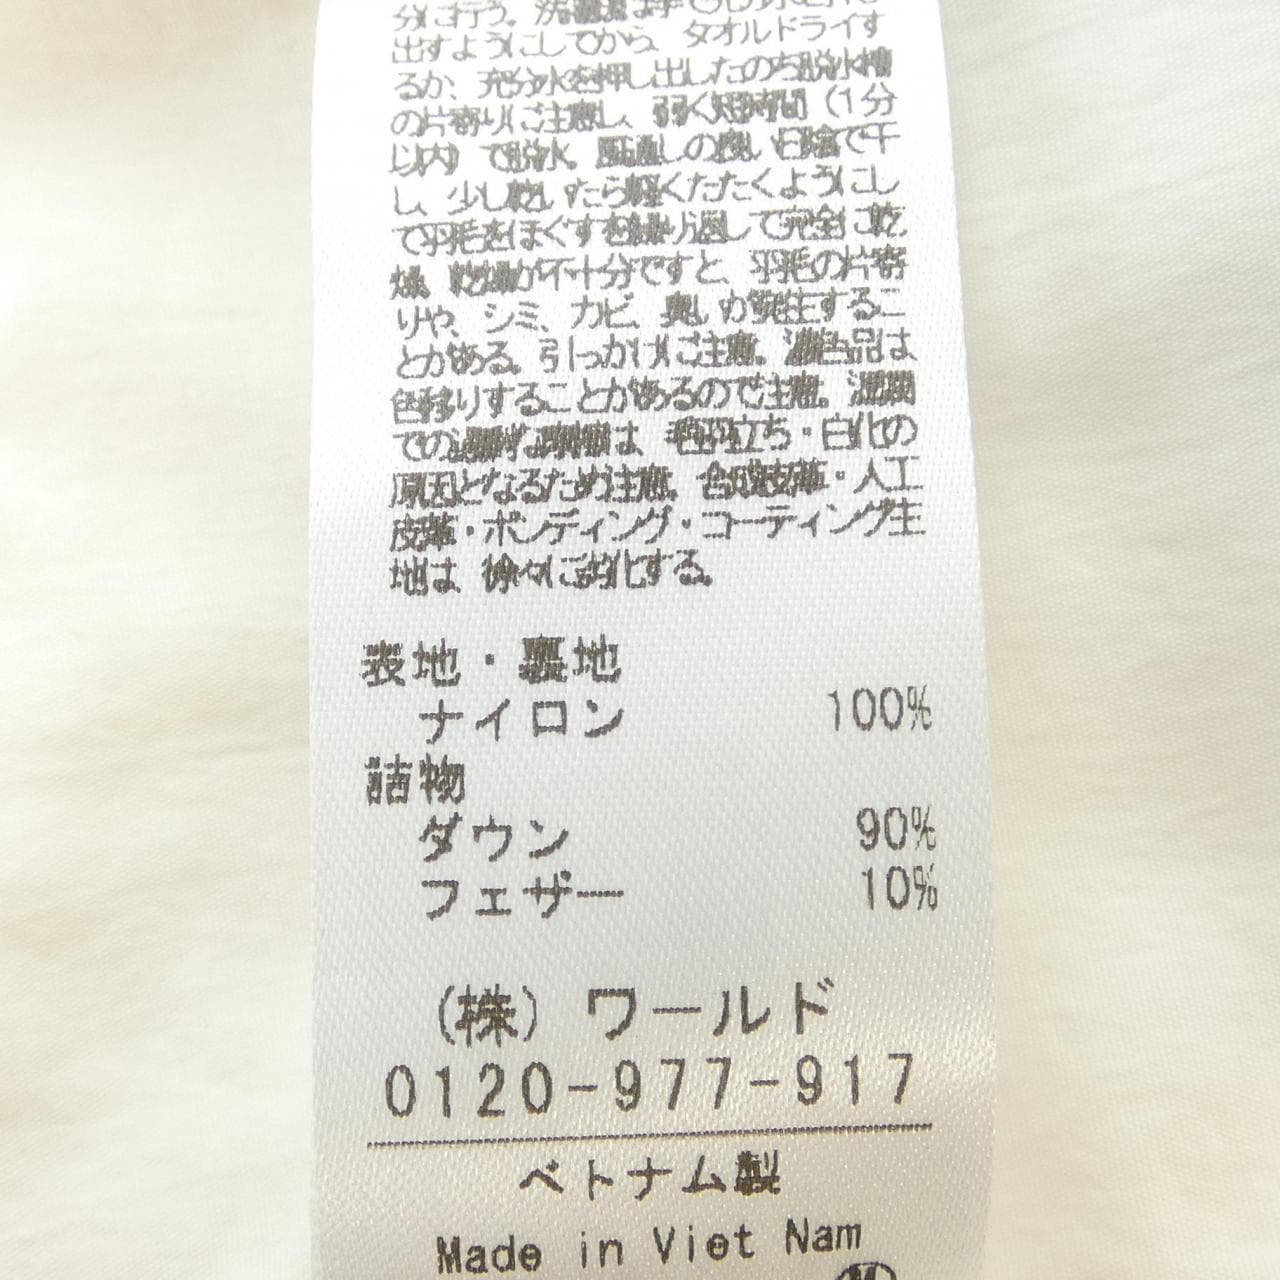 分に行う。洗濯後は手で
出すようにしてから、タオルドライす
るか、充分水を押し出したのち脱水槽
の片寄りに注意し、弱く短時間（1分
以内）で脱水。風通しの良い日陰で干
し、少し乾いたら軽くたたくようにし
て羽毛をほぐすを繰り返して完全に乾
燥。乾燥が不十分ですと、羽毛の片寄
りや、シミ、カビ、臭いが発生するこ
とがある。引っかけに注意。濃色品は
色移りすることがあるので注意。湿潤
での過酷な摩擦は、毛羽立ち・白化の
原因となるため注意。合成皮革・人工
皮革・ボンディング・コーティング生
地は、徐々に劣化する。
表地・裏地
ナイロン 100%
詰物
ダウン 90%
フェザー 10%
(株) ワールド
0120-977-917
ベトナム製
Made in Viet Nam